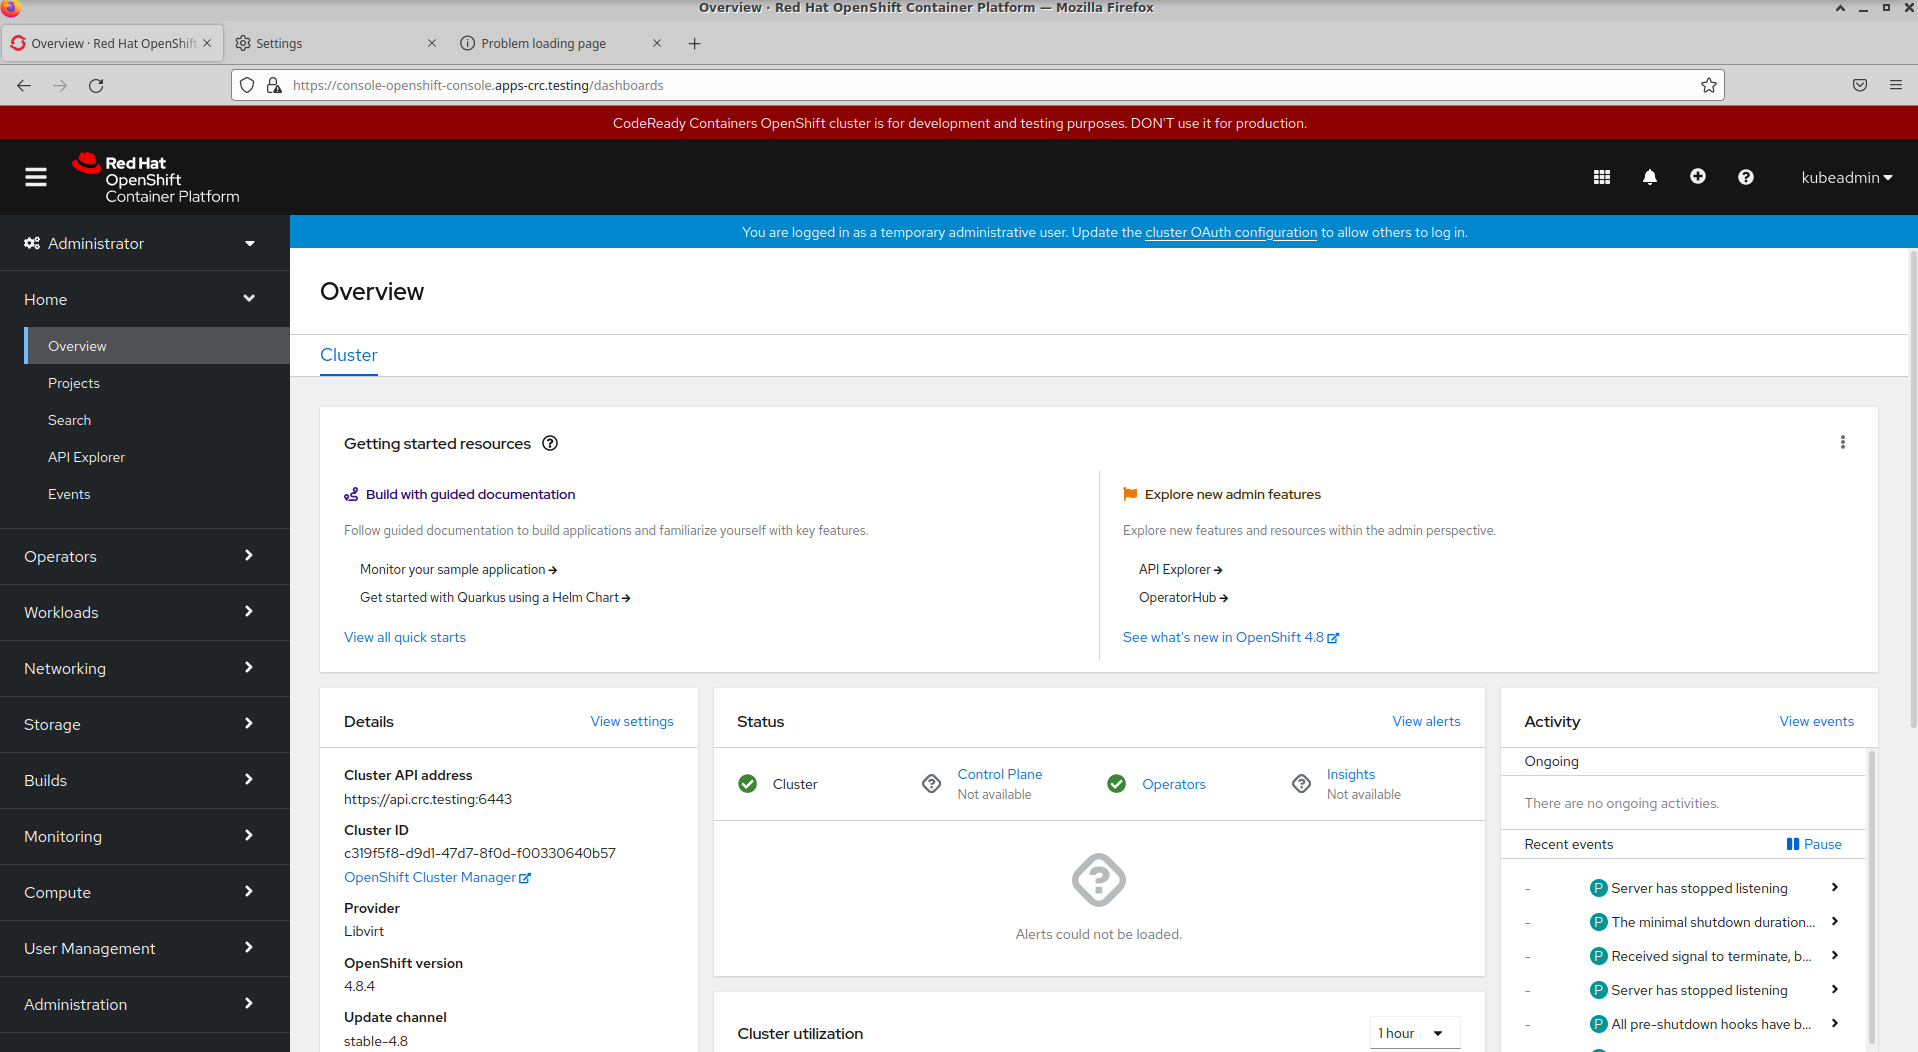 Overview · Red Hat OpenShift Container Platform — Mozilla Firefox
Overview · Red Hat OpenShift
Settings
Problem loading page
https://console-openshift-console.apps-crc.testing/dashboards
CodeReady Containers OpenShift cluster is for development and testing purposes. DON'T use it for production.
Red Hat
OpenShift
Container Platform
kubeadmin
Administrator
You are logged in as a temporary administrative user. Update the cluster OAuth configuration to allow others to log in.
Home
Overview
Projects
Search
API Explorer
Events
Operators
Workloads
Networking
Storage
Builds
Monitoring
Compute
User Management
Administration
Overview
Cluster
Getting started resources
Build with guided documentation
Follow guided documentation to build applications and familiarize yourself with key features.
Monitor your sample application
Get started with Quarkus using a Helm Chart
View all quick starts
Explore new admin features
Explore new features and resources within the admin perspective.
API Explorer
OperatorHub
See what's new in OpenShift 4.8
Details
View settings
Cluster API address
https://api.crc.testing:6443
Cluster ID
c319f5f8-d9d1-47d7-8f0d-f00330640b57
OpenShift Cluster Manager
Provider
Libvirt
OpenShift version
4.8.4
Update channel
stable-4.8
Status
View alerts
Cluster
Control Plane
Not available
Operators
Insights
Not available
Alerts could not be loaded.
Cluster utilization
1 hour
Activity
View events
Ongoing
There are no ongoing activities.
Recent events
Pause
- P Server has stopped listening
- P The minimal shutdown duration...
- P Received signal to terminate, b...
- P Server has stopped listening
- P All pre-shutdown hooks have b...